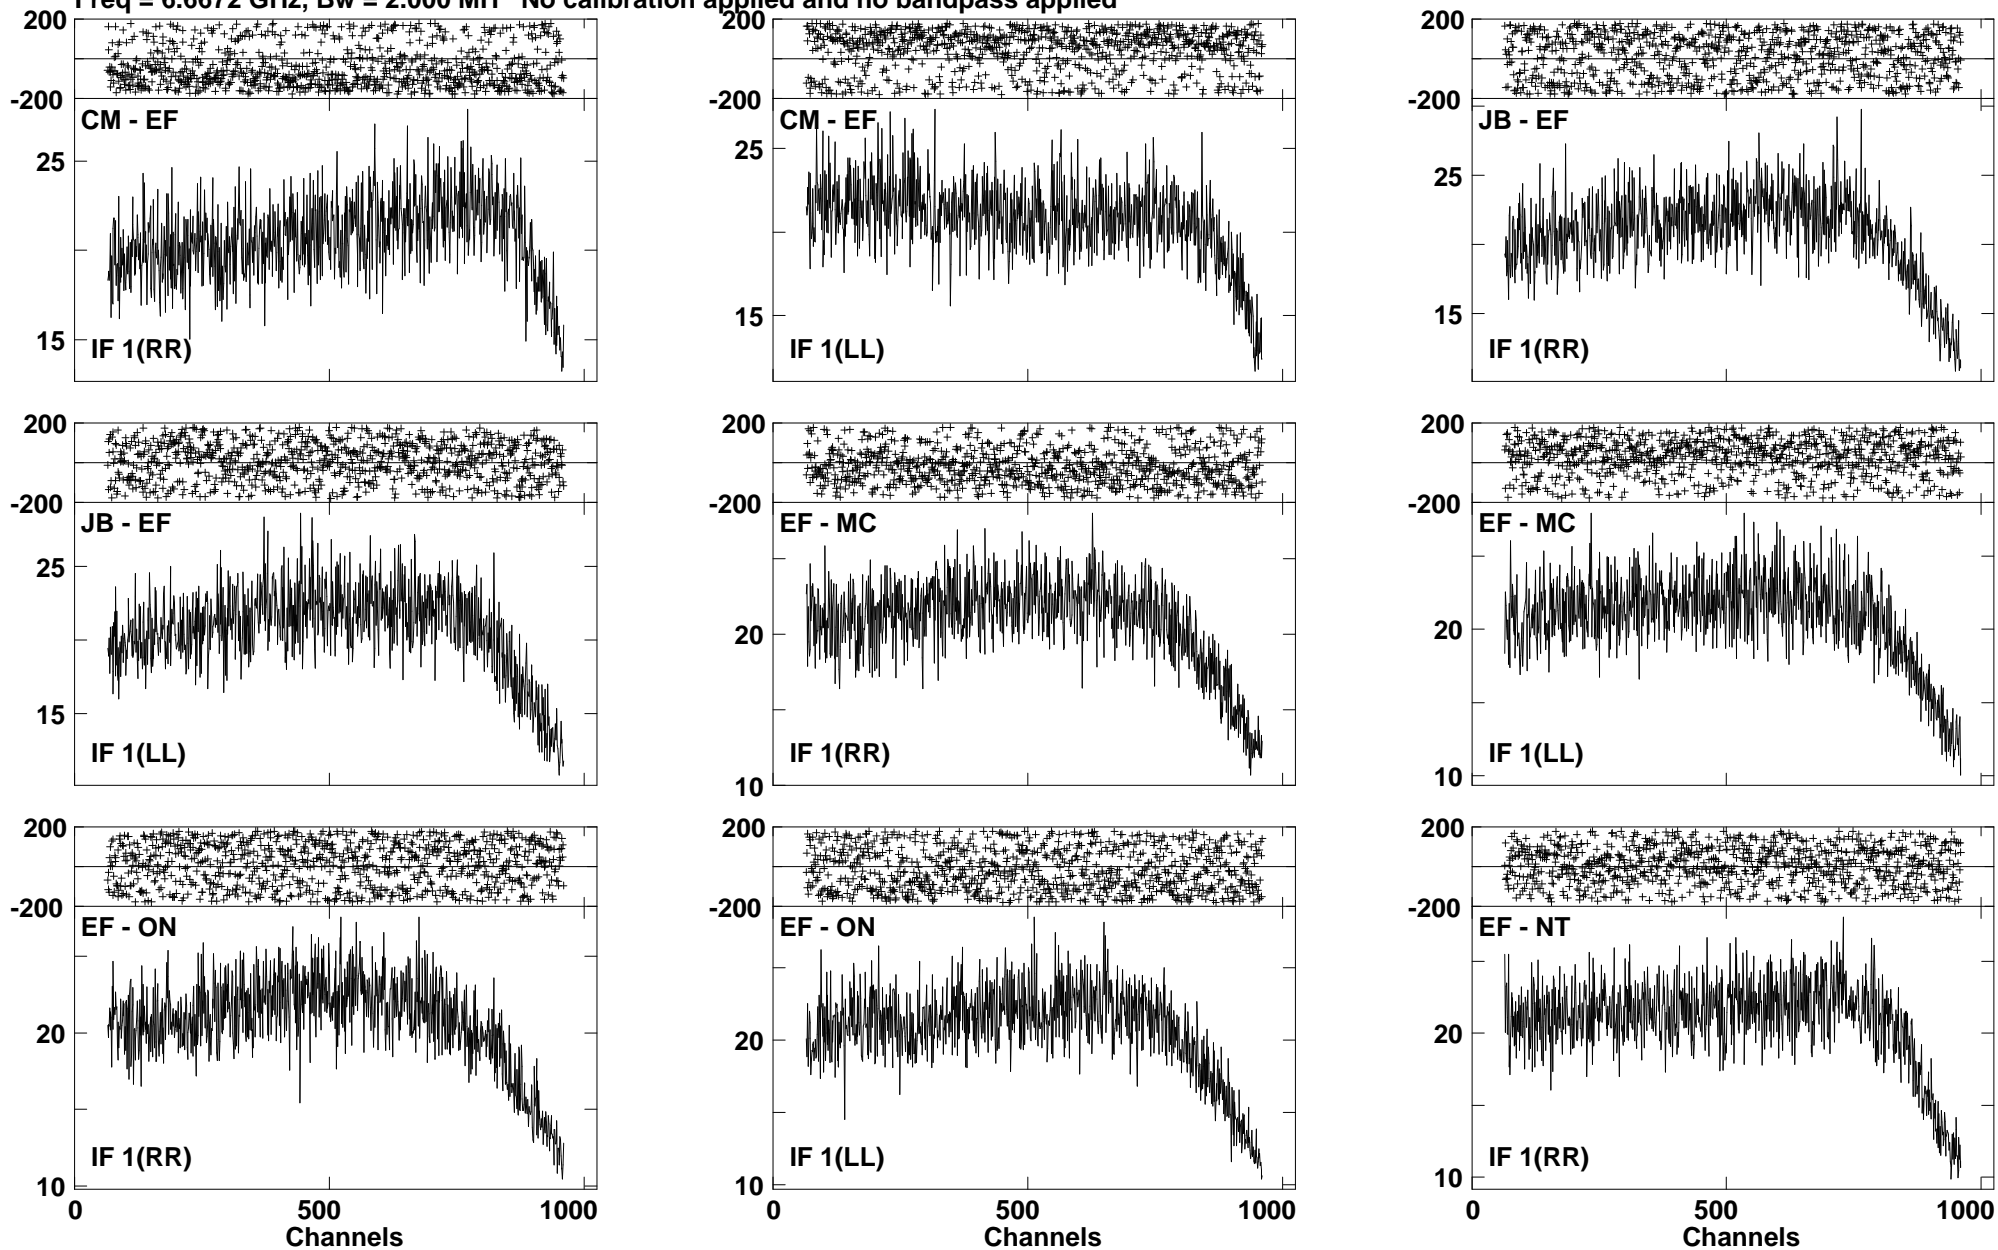 Freq = 6.6672 GHz, Bw = 2.000 MH No calibration applied and no bandpass applied
200
-200
CM - EF
25
15
IF 1(RR)
CM - EF
25
15
IF 1(LL)
200
-200
JB - EF
25
15
IF 1(RR)
200
-200
JB - EF
25
15
IF 1(LL)
200
-200
EF - MC
20
10
IF 1(RR)
200
-200
EF - MC
20
10
IF 1(LL)
200
-200
EF - ON
20
10
IF 1(RR)
0 500 1000
Channels
200
-200
EF - ON
20
10
IF 1(LL)
0 500 1000
Channels
200
-200
EF - NT
20
10
IF 1(RR)
0 500 1000
Channels